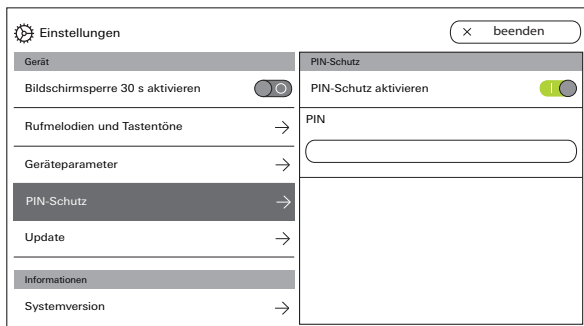 Einstellungen
× beenden
Gerät
Bildschirmsperre 30 s aktivieren
Rufmelodien und Tastentöne
Geräteparameter
PIN-Schutz
Update
Informationen
Systemversion
PIN-Schutz
PIN-Schutz aktivieren
PIN